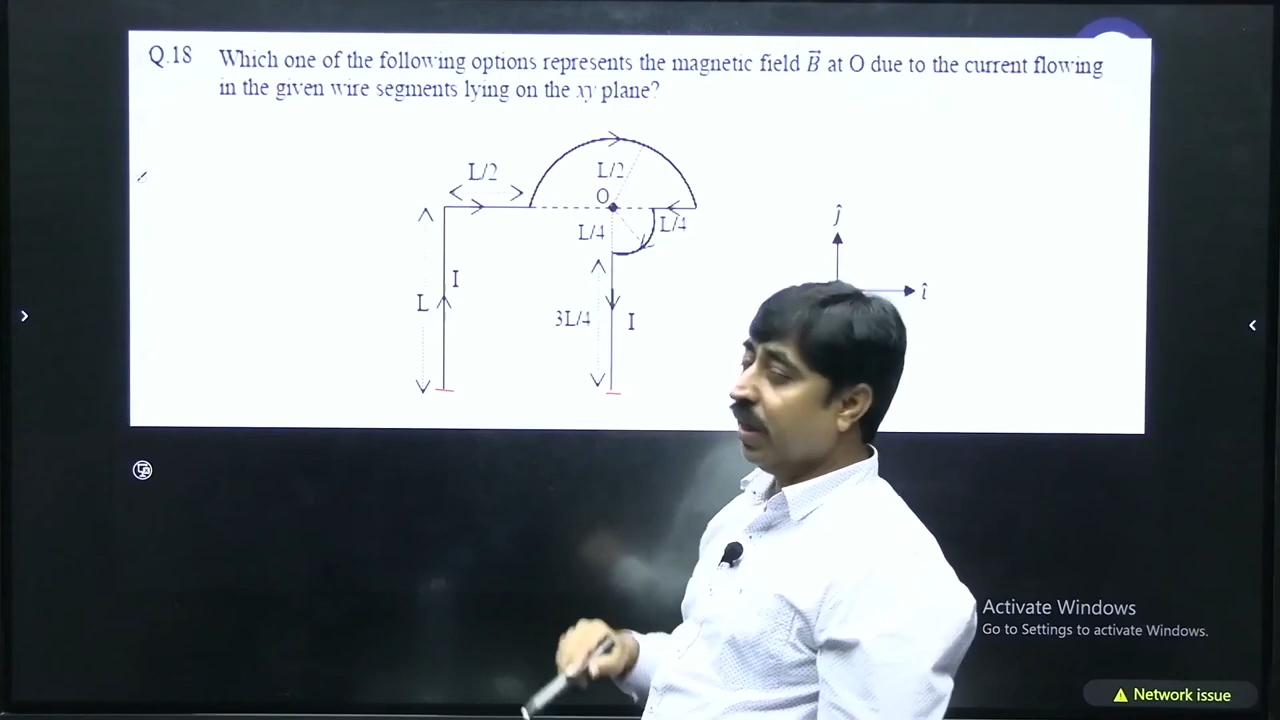 Q.18 Which one of the following options represents the magnetic field B⃗ at O due to the current flowing
in the given wire segments lying on the xy plane?
L/2
L/2
O
L/4
L/4
ĵ
I
L
3L/4
I
î
Activate Windows
Go to Settings to activate Windows.
Network issue